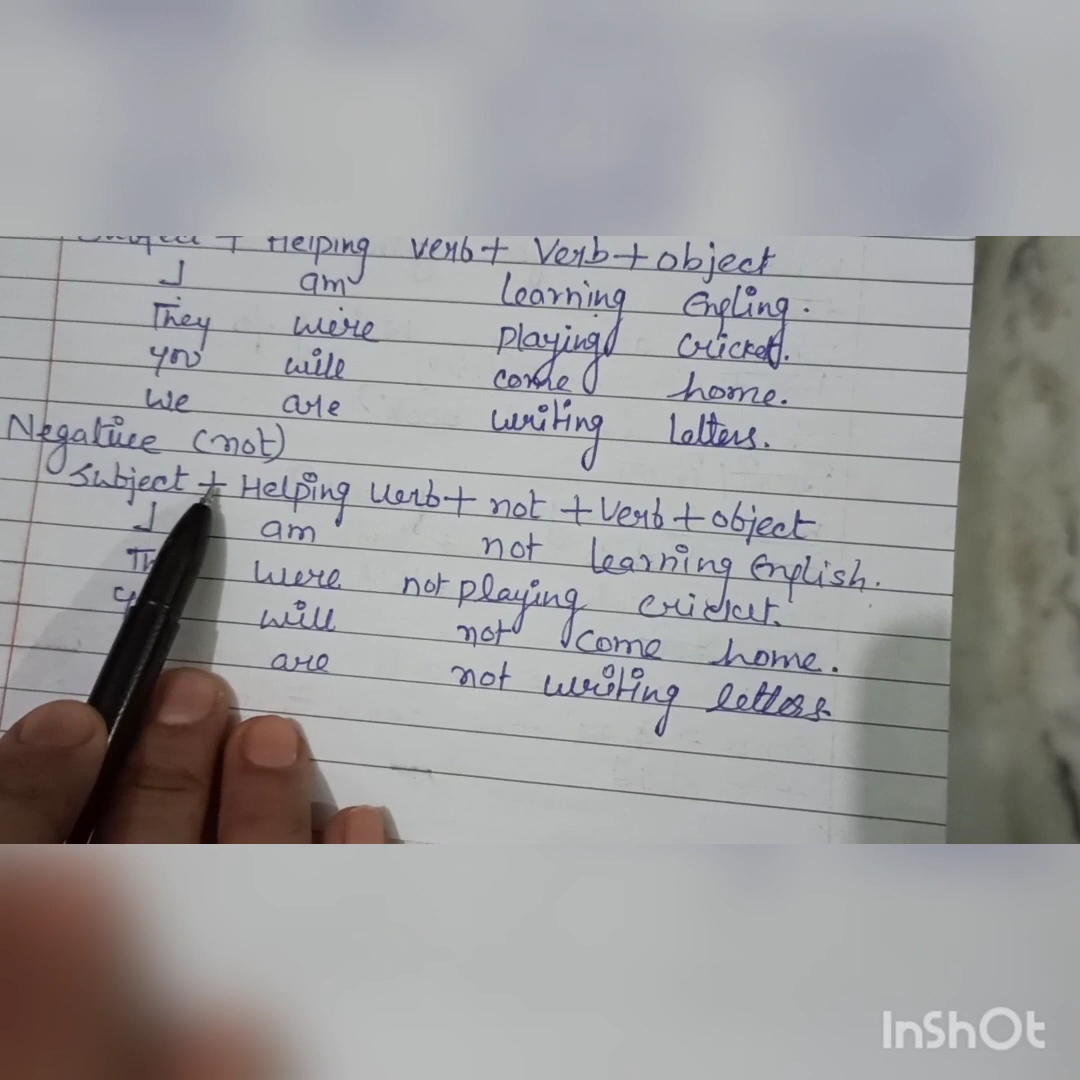 + Helping verb + Verb + object
I am learning Engling.
They were playing cricket.
you will come home.
we are writing letters.
Negative (not)
Subject + Helping verb + not + verb + object
I am not learning English.
Th were not playing cricket.
y will not come home.
are not writing letters
InShOt